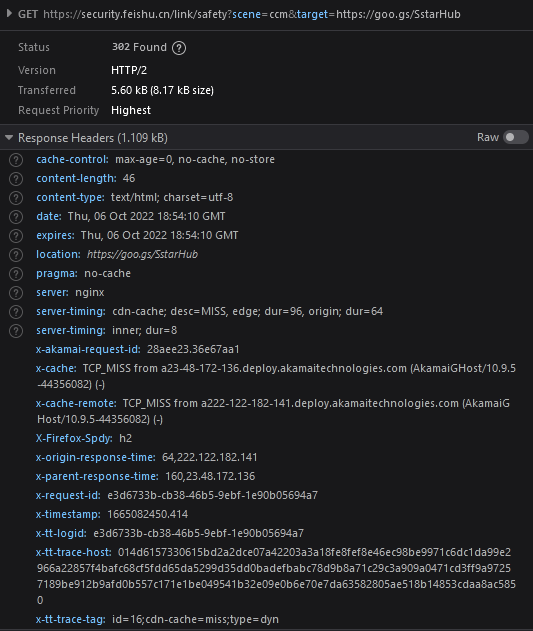 GET https://security.feishu.cn/link/safety?scene=ccm&target=https://goo.gs/SstarHub
Status 302 Found ?
Version HTTP/2
Transferred 5.60 kB (8.17 kB size)
Request Priority Highest
Response Headers (1.109 kB) Raw
? cache-control: max-age=0, no-cache, no-store
? content-length: 46
? content-type: text/html; charset=utf-8
? date: Thu, 06 Oct 2022 18:54:10 GMT
? expires: Thu, 06 Oct 2022 18:54:10 GMT
? location: https://goo.gs/SstarHub
? pragma: no-cache
? server: nginx
? server-timing: cdn-cache; desc=MISS, edge; dur=96, origin; dur=64
? server-timing: inner; dur=8
x-akamai-request-id: 28aee23.36e67aa1
x-cache: TCP_MISS from a23-48-172-136.deploy.akamaitechnologies.com (AkamaiGHost/10.9.5
-44356082) (-)
x-cache-remote: TCP_MISS from a222-122-182-141.deploy.akamaitechnologies.com (AkamaiG
Host/10.9.5-44356082) (-)
X-Firefox-Spdy: h2
x-origin-response-time: 64,222.122.182.141
x-parent-response-time: 160,23.48.172.136
x-request-id: e3d6733b-cb38-46b5-9ebf-1e90b05694a7
x-timestamp: 1665082450.414
x-tt-logid: e3d6733b-cb38-46b5-9ebf-1e90b05694a7
x-tt-trace-host: 014d6157330615bd2a2dce07a42203a3a18fe8fef8e46ec98be9971c6dc1da99e2
966a22857f4bafc68cf5fdd65da5299d35dd0badefbabc78d9b8a71c29c3a909a0471cd3ff9a9725
7189be912b9afd0b557c171e1be049541b32e09e0b6e70e7da63582805ae518b14853cdaa8ac585
0
x-tt-trace-tag: id=16;cdn-cache=miss;type=dyn